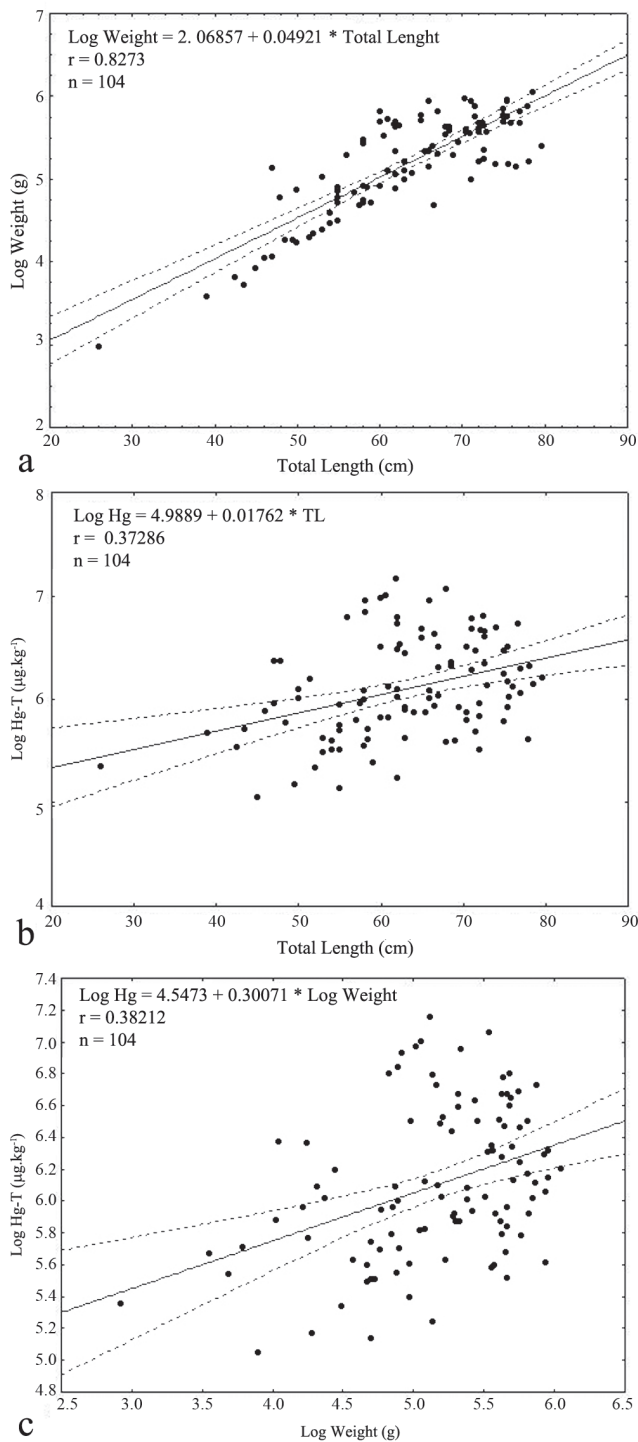 Log Weight = 2. 06857 + 0.04921 * Total Lenght
r = 0.8273
n = 104
7
6
5
4
3
2
Log Weight (g)
20 30 40 50 60 70 80 90
Total Length (cm)
a
Log Hg = 4.9889 + 0.01762 * TL
r = 0.37286
n = 104
8
7
6
5
4
Log Hg-T (µg.kg-1)
20 30 40 50 60 70 80 90
Total Length (cm)
b
Log Hg = 4.5473 + 0.30071 * Log Weight
r = 0.38212
n = 104
7.4
7.2
7.0
6.8
6.6
6.4
6.2
6.0
5.8
5.6
5.4
5.2
5.0
4.8
Log Hg-T (µg.kg-1)
2.5 3.0 3.5 4.0 4.5 5.0 5.5 6.0 6.5
Log Weight (g)
c